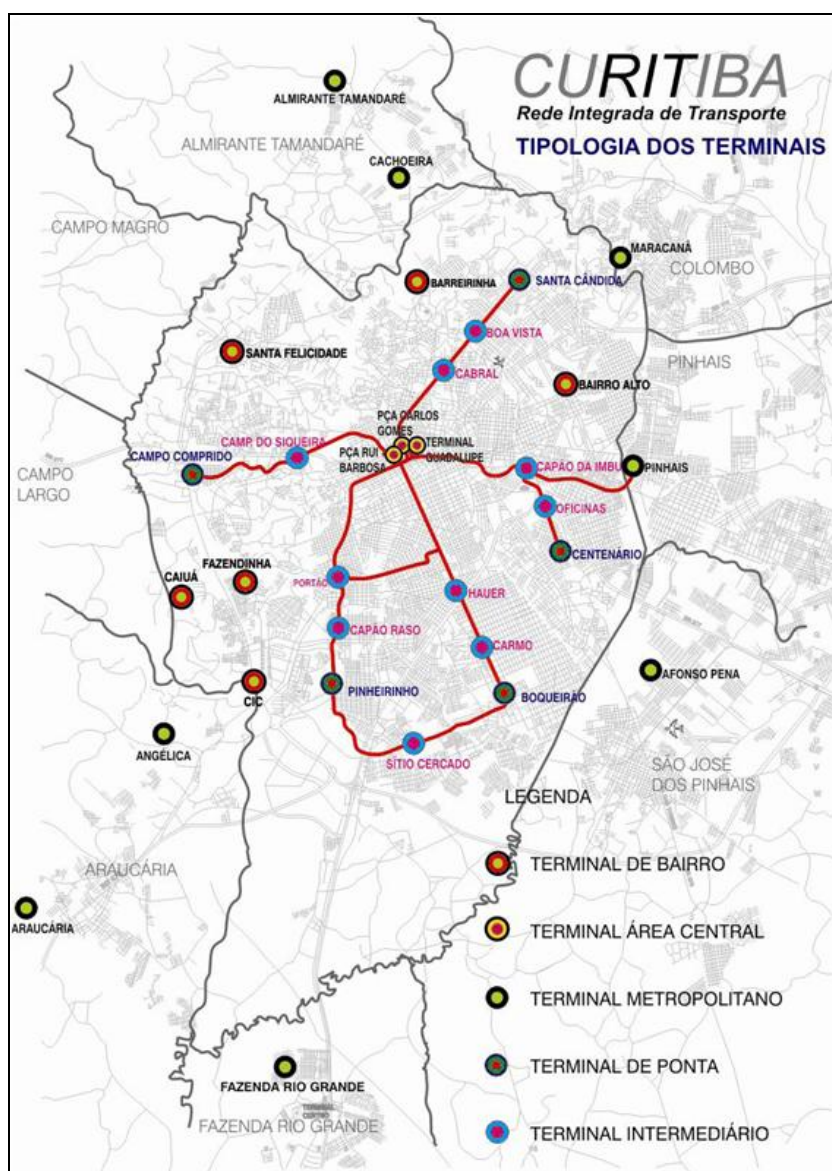 CURITIBA
Rede Integrada de Transporte
TIPOLOGIA DOS TERMINAIS
ALMIRANTE TAMANDARÉ
ALMIRANTE TAMANDARÉ
CACHOEIRA
CAMPO MAGRO
MARACANÃ
COLOMBO
BARREIRINHA
SANTA CÂNDIDA
BOA VISTA
SANTA FELICIDADE
PINHAIS
CABRAL
BAIRRO ALTO
PÇA CARLOS
GOMES
CAMP. DO SIQUEIRA
TERMINAL
GUADALUPE
PÇA RUI
BARBOSA
CAMPO COMPRIDO
CAPÃO DA IMBU
PINHAIS
CAMPO
LARGO
OFICINAS
CENTENÁRIO
FAZENDINHA
CAIUÁ
PORTÃO
HAUER
CAPÃO RASO
CARMO
AFONSO PENA
PINHEIRINHO
BOQUEIRÃO
CIC
ANGÉLICA
SÍTIO CERCADO
SÃO JOSÉ
DOS PINHAIS
LEGENDA
ARAUCÁRIA
TERMINAL DE BAIRRO
ARAUCÁRIA
TERMINAL ÁREA CENTRAL
TERMINAL METROPOLITANO
TERMINAL DE PONTA
FAZENDA RIO GRANDE
TERMINAL
CENTRO
FAZENDA RIO GRANDE
TERMINAL INTERMEDIÁRIO